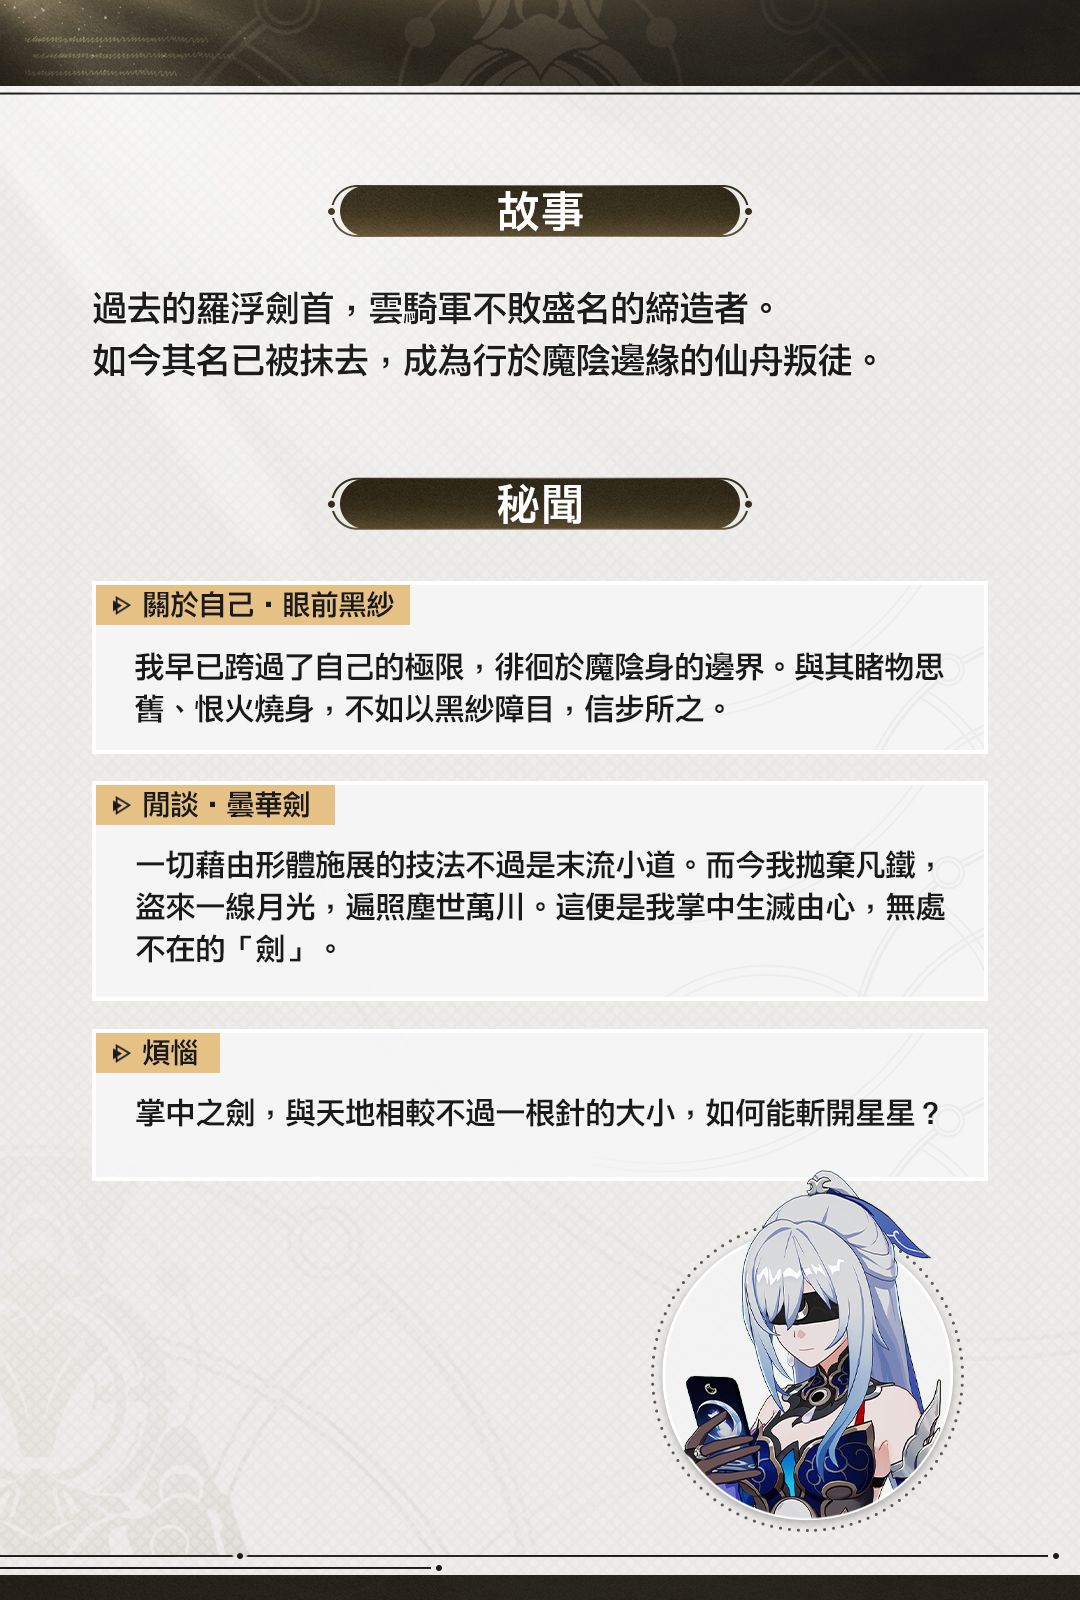 故事
過去的羅浮劍首，雲騎軍不敗盛名的締造者。
如今其名已被抹去，成為行於魔陰邊緣的仙舟叛徒。
秘聞
關於自己·眼前黑紗
我早已跨過了自己的極限，徘徊於魔陰身的邊界。與其睹物思
舊、恨火燒身，不如以黑紗障目，信步所之。
閒談·曇華劍
一切藉由形體施展的技法不過是末流小道。而今我拋棄凡鐵，
盜來一線月光，遍照塵世萬川。這便是我掌中生滅由心，無處
不在的「劍」。
煩惱
掌中之劍，與天地相較不過一根針的大小，如何能斬開星星？